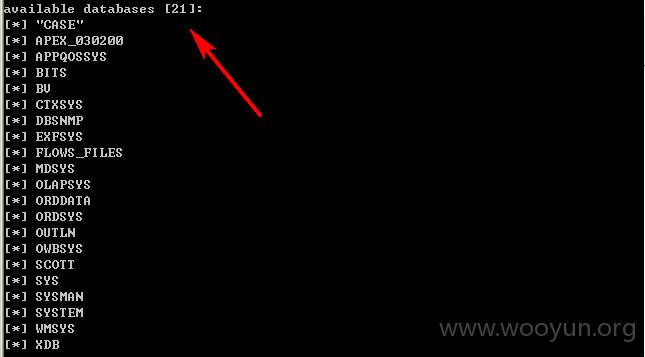 available databases [21]:
[*] "CASE"
[*] APEX_030200
[*] APPQOSSYS
[*] BITS
[*] BV
[*] CTXSYS
[*] DBSNMP
[*] EXFSYS
[*] FLOWS_FILES
[*] MDSYS
[*] OLAPSYS
[*] ORDDATA
[*] ORDSYS
[*] OUTLN
[*] OWBSYS
[*] SCOTT
[*] SYS
[*] SYSMAN
[*] SYSTEM
[*] WMSYS
[*] XDB
www.wooyun.org